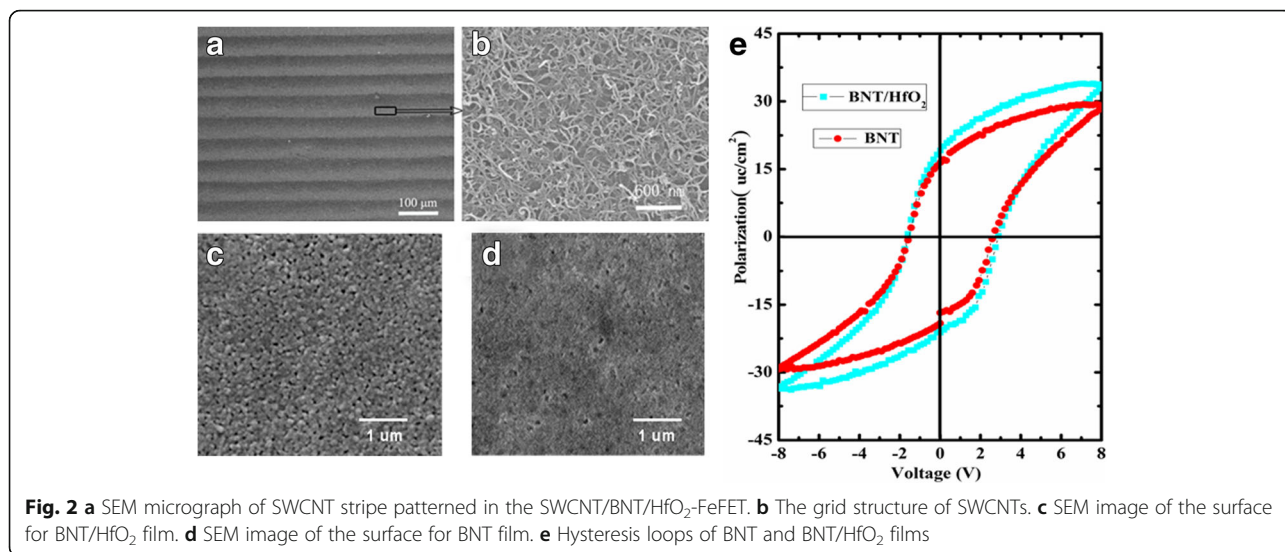 a
b
100 µm
600 nm
c
d
1 um
1 um
e
BNT/HfO₂
BNT
Polarization( uc/cm²)
45
30
15
0
-15
-30
-45
-8 -6 -4 -2 0 2 4 6 8
Voltage (V)
Fig. 2 a SEM micrograph of SWCNT stripe patterned in the SWCNT/BNT/HfO₂-FeFET. b The grid structure of SWCNTs. c SEM image of the surface
for BNT/HfO₂ film. d SEM image of the surface for BNT film. e Hysteresis loops of BNT and BNT/HfO₂ films